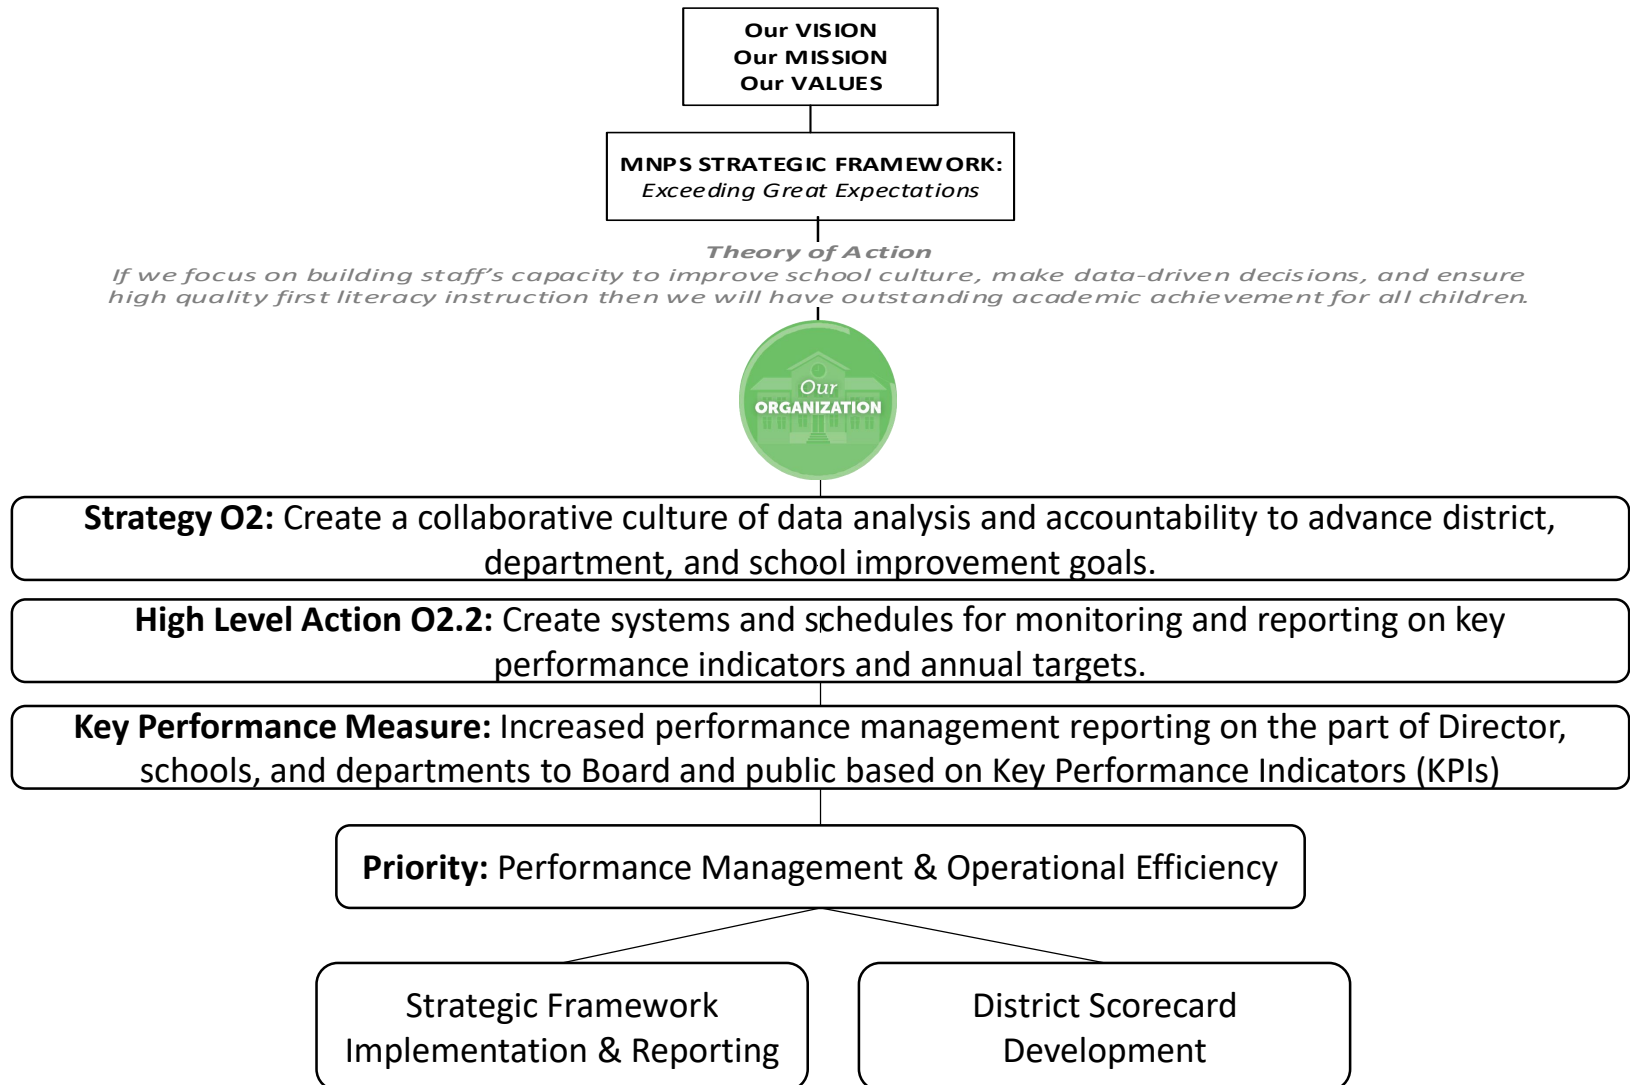 Our VISION
Our MISSION
Our VALUES
MNPS STRATEGIC FRAMEWORK:
Exceeding Great Expectations
Theory of Action
If we focus on building staff’s capacity to improve school culture, make data-driven decisions, and ensure
high quality first literacy instruction then we will have outstanding academic achievement for all children.
Our
ORGANIZATION
Strategy O2: Create a collaborative culture of data analysis and accountability to advance district,
department, and school improvement goals.
High Level Action O2.2: Create systems and schedules for monitoring and reporting on key
performance indicators and annual targets.
Key Performance Measure: Increased performance management reporting on the part of Director,
schools, and departments to Board and public based on Key Performance Indicators (KPIs)
Priority: Performance Management & Operational Efficiency
Strategic Framework
Implementation & Reporting
District Scorecard
Development